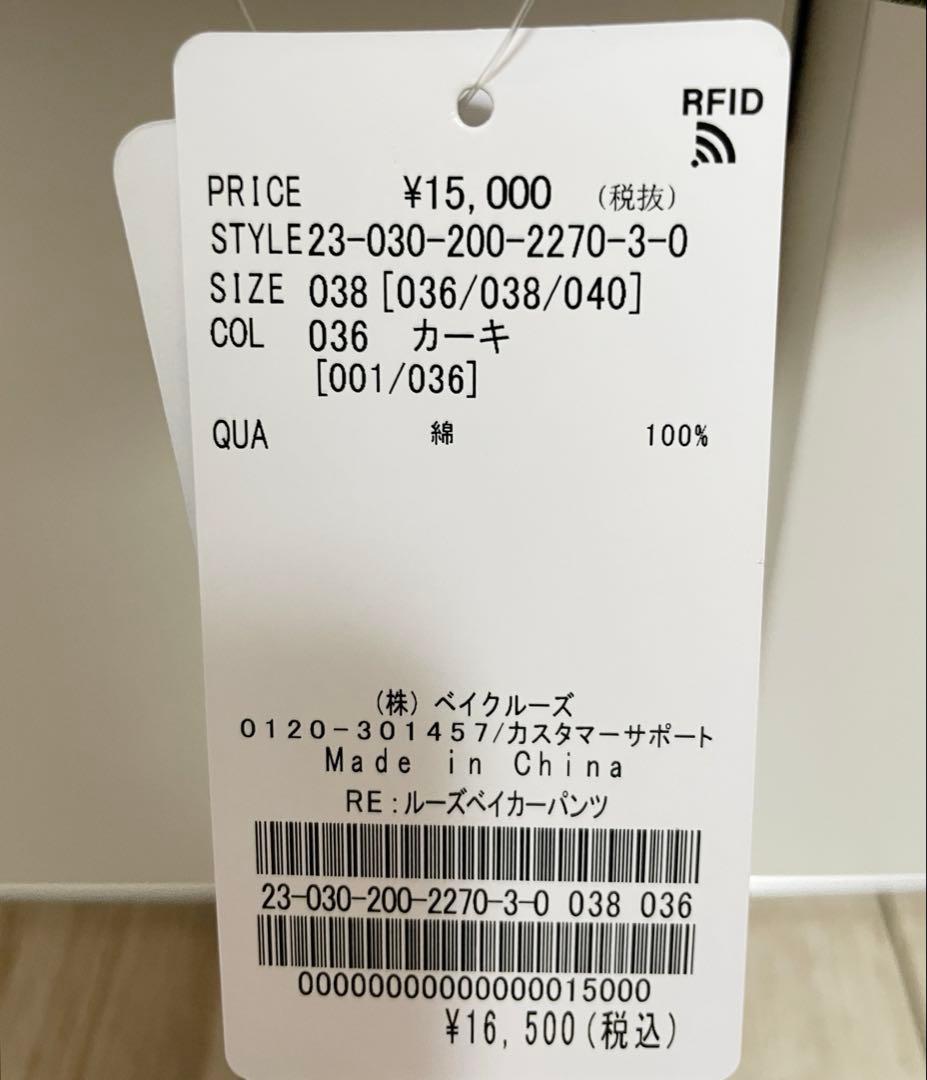 RFID
PRICE ¥15,000 (税抜)
STYLE23-030-200-2270-3-0
SIZE 038 [036/038/040]
COL 036 カーキ
[001/036]
QUA 綿 100%
(株)ベイクルーズ
0120-301457/カスタマーサポート
Made in China
RE:ルーズベイカーパンツ
23-030-200-2270-3-0 038 036
00000000000000015000
¥16,500(税込)